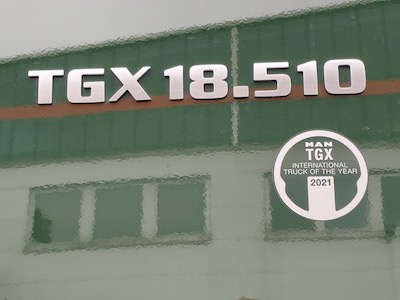 TGX 18.510
MAN
TGX
INTERNATIONAL
TRUCK OF THE YEAR
2021